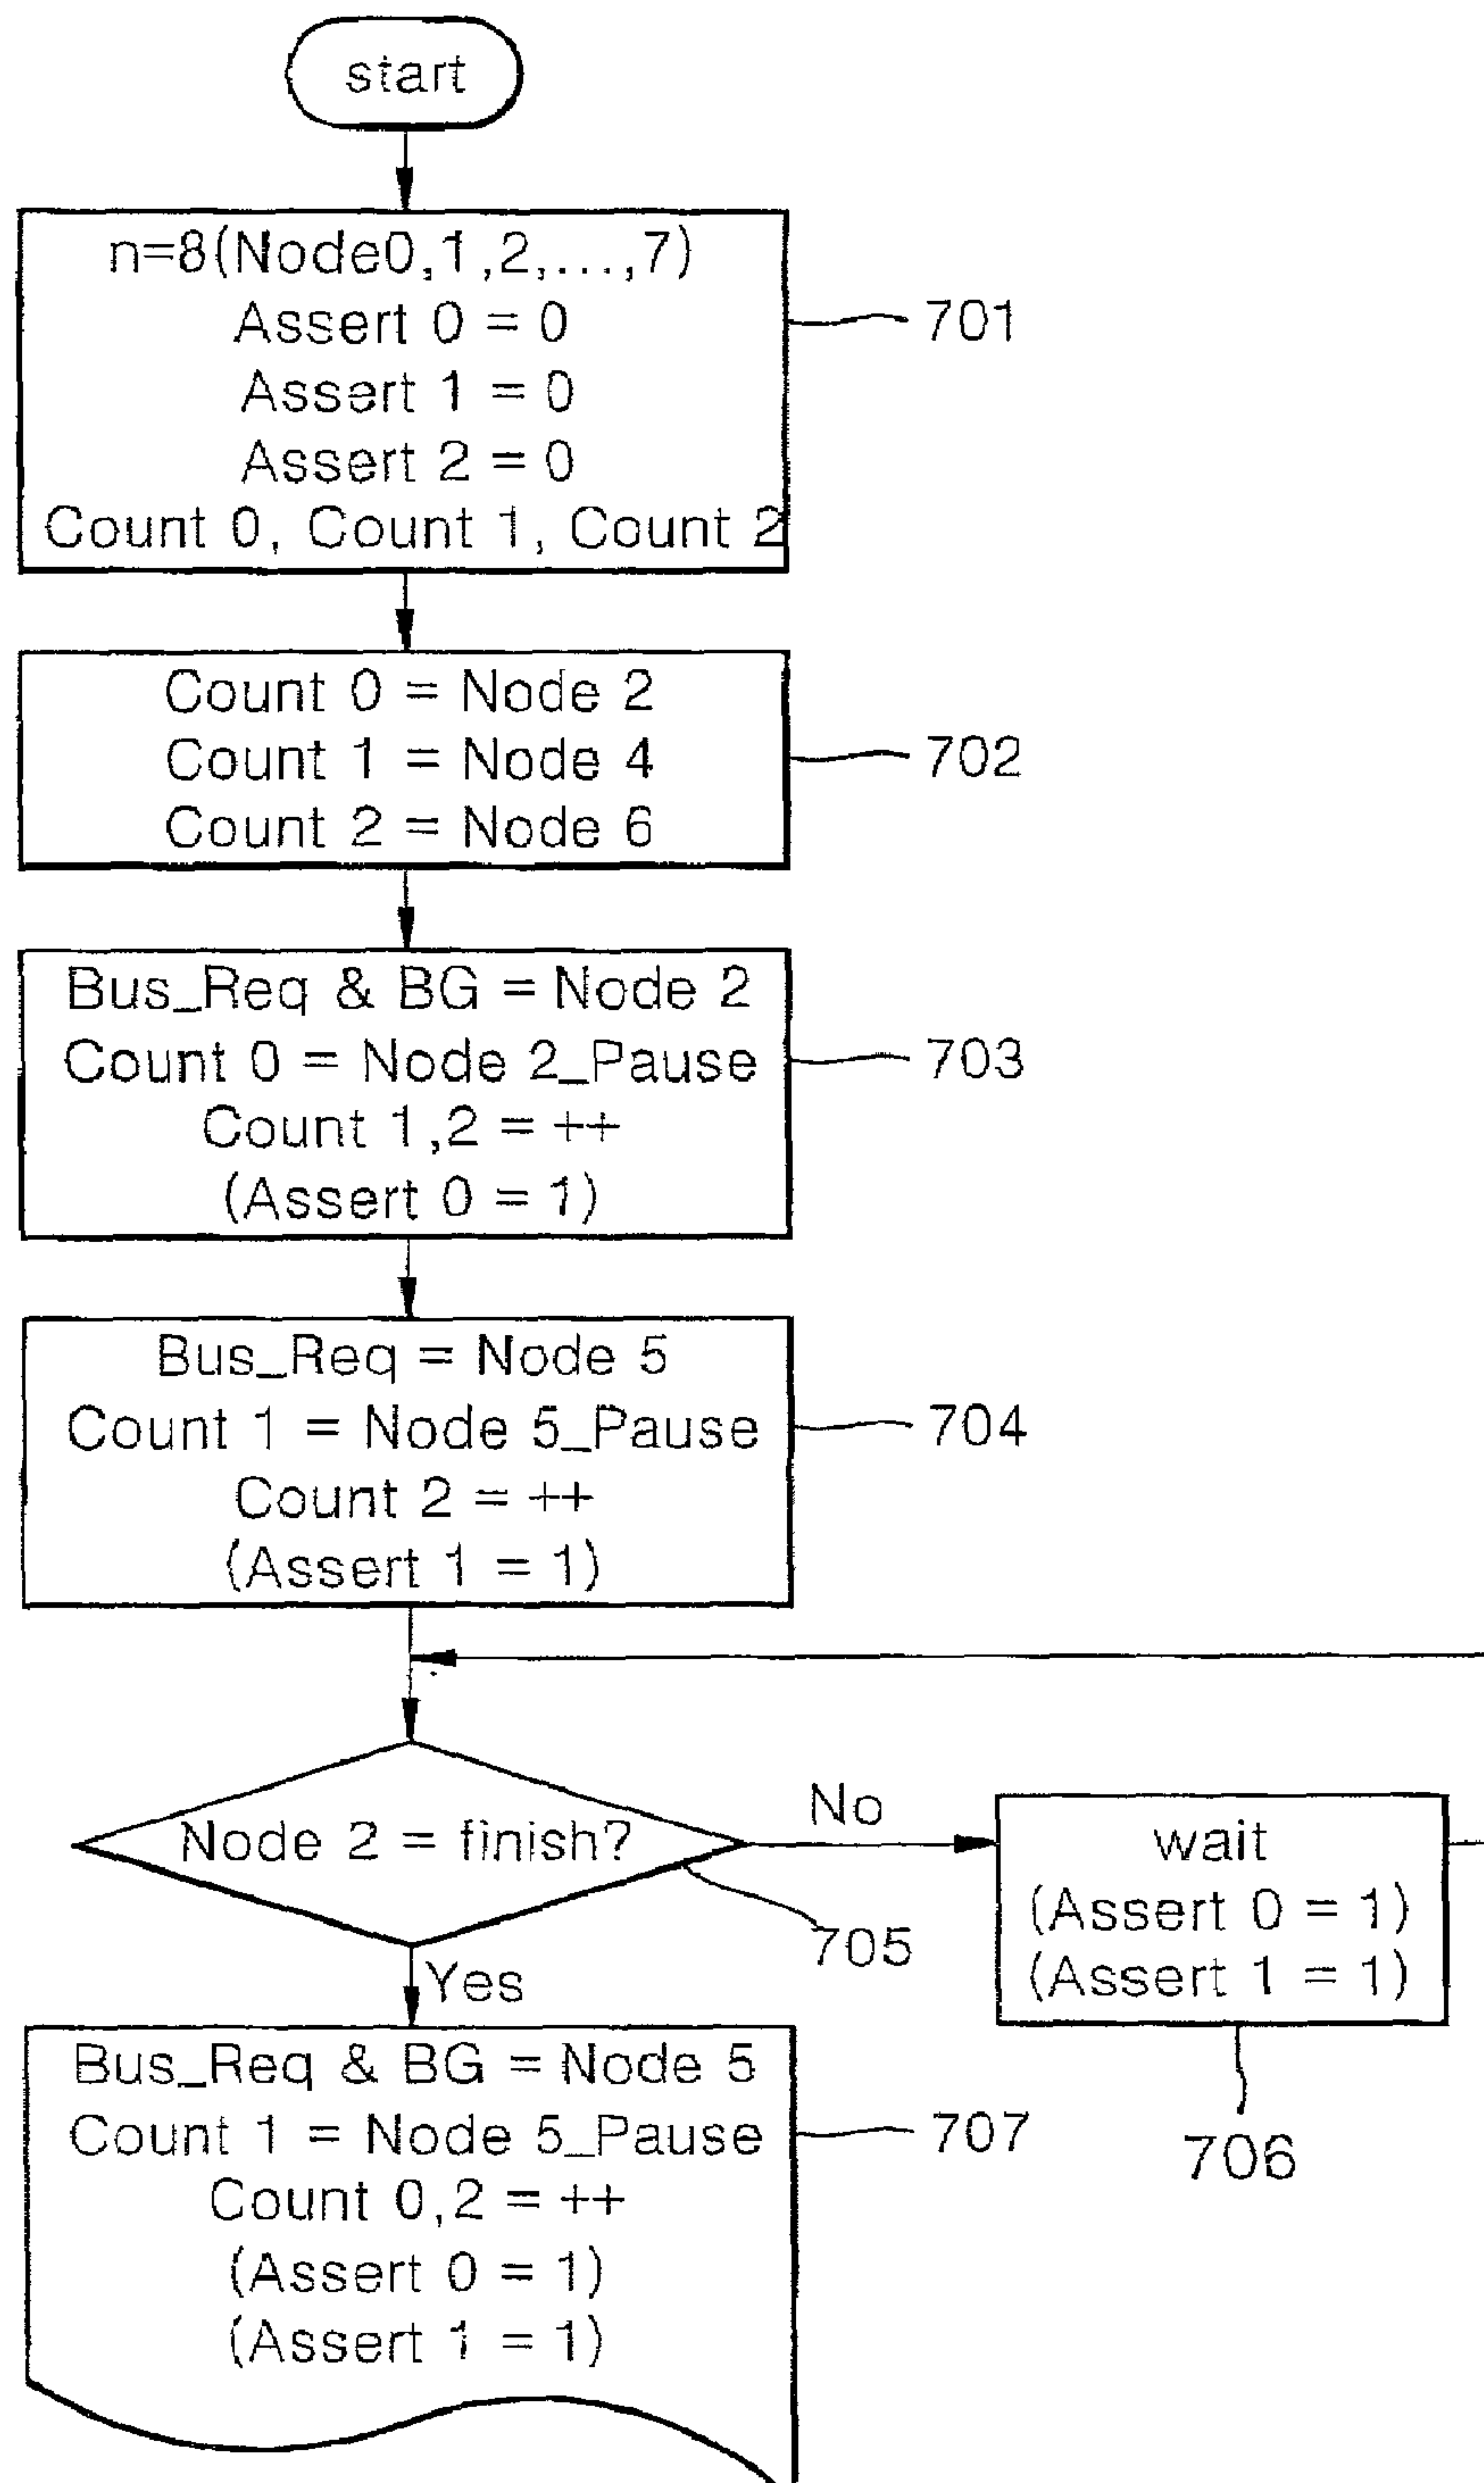 start
n=8(Node0,1,2,...,7)
Assert 0 = 0
Assert 1 = 0
Assert 2 = 0
Count 0, Count 1, Count 2
701
Count 0 = Node 2
Count 1 = Node 4
Count 2 = Node 6
702
Bus_Req & BG = Node 2
Count 0 = Node 2_Pause
Count 1,2 = ++
(Assert 0 = 1)
703
Bus_Req = Node 5
Count 1 = Node 5_Pause
Count 2 = ++
(Assert 1 = 1)
704
Node 2 = finish?
705
No
wait
(Assert 0 = 1)
(Assert 1 = 1)
706
Yes
Bus_Req & BG = Node 5
Count 1 = Node 5_Pause
Count 0,2 = ++
(Assert 0 = 1)
(Assert 1 = 1)
707